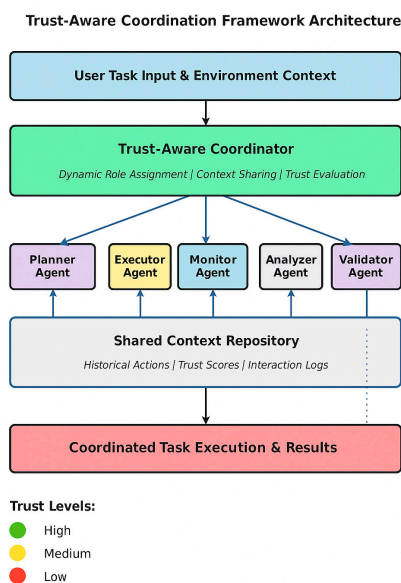 Trust-Aware Coordination Framework Architecture
User Task Input & Environment Context
Trust-Aware Coordinator
Dynamic Role Assignment | Context Sharing | Trust Evaluation
Planner
Agent
Executor
Agent
Monitor
Agent
Analyzer
Agent
Validator
Agent
Shared Context Repository
Historical Actions | Trust Scores | Interaction Logs
Coordinated Task Execution & Results
Trust Levels:
High
Medium
Low